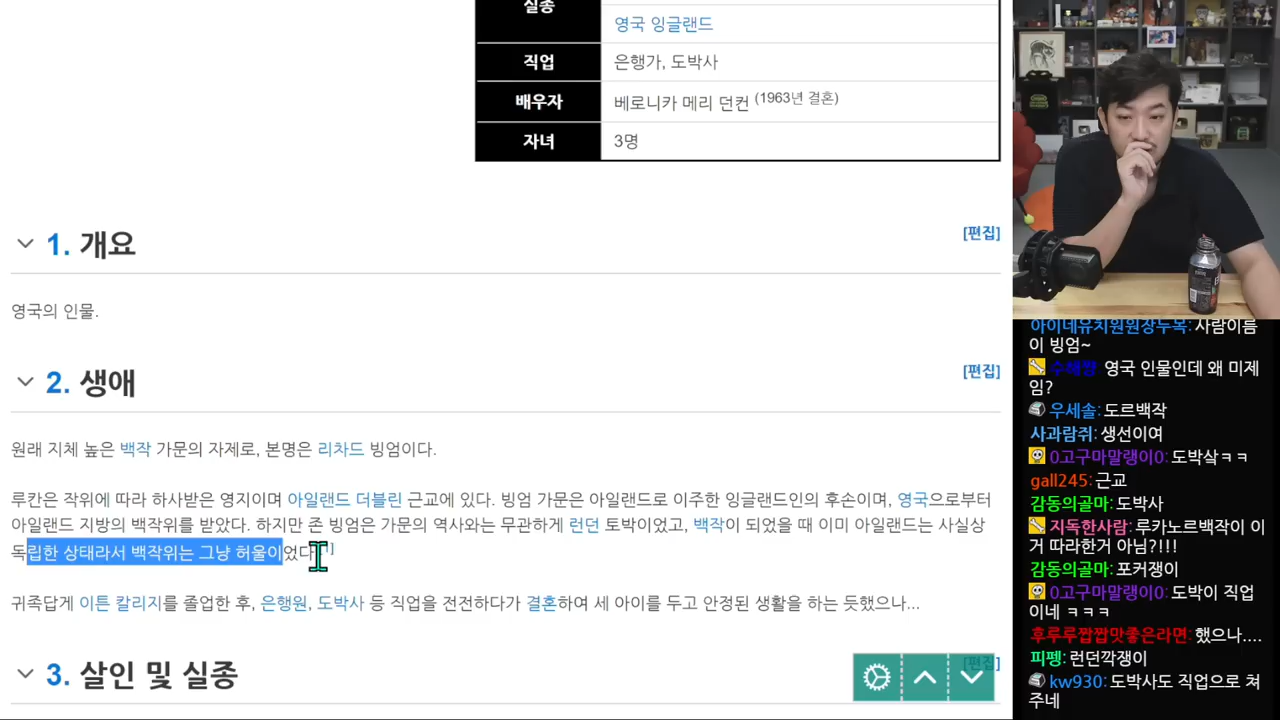 실종
영국 잉글랜드
직업
은행가, 도박사
배우자
베로니카 메리 던컨 (1963년 결혼)
자녀
3명
1. 개요
[편집]
영국의 인물.
2. 생애
[편집]
원래 지체 높은 백작 가문의 자제로, 본명은 리차드 빙엄이다.
루칸은 작위에 따라 하사받은 영지이며 아일랜드 더블린 근교에 있다. 빙엄 가문은 아일랜드로 이주한 잉글랜드인의 후손이며, 영국으로부터
아일랜드 지방의 백작위를 받았다. 하지만 존 빙엄은 가문의 역사와는 무관하게 런던 토박이었고, 백작이 되었을 때 이미 아일랜드는 사실상
독립한 상태라서 백작위는 그냥 허울이었다
귀족답게 이튼 칼리지를 졸업한 후, 은행원, 도박사 등 직업을 전전하다가 결혼하여 세 아이를 두고 안정된 생활을 하는 듯했으나...
3. 살인 및 실종
[편집]
아이네유치원원장두목: 사람이름
이 빙엄~
수해쨩: 영국 인물인데 왜 미제
임?
우세솔: 도르백작
사과람쥐: 생선이여
0고구마말랭이0: 도박삭ㅋㅋ
gall245: 근교
감동의골마: 도박사
지독한사람: 루카노르백작이 이
거 따라한거 아님?!!!
감동의골마: 포커쟁이
0고구마말랭이0: 도박이 직업
이네 ㅋㅋㅋ
후루루짭짭맛좋은라면: 했으나....
피펭: 런던깍쟁이
kw930: 도박사도 직업으로 쳐
주네